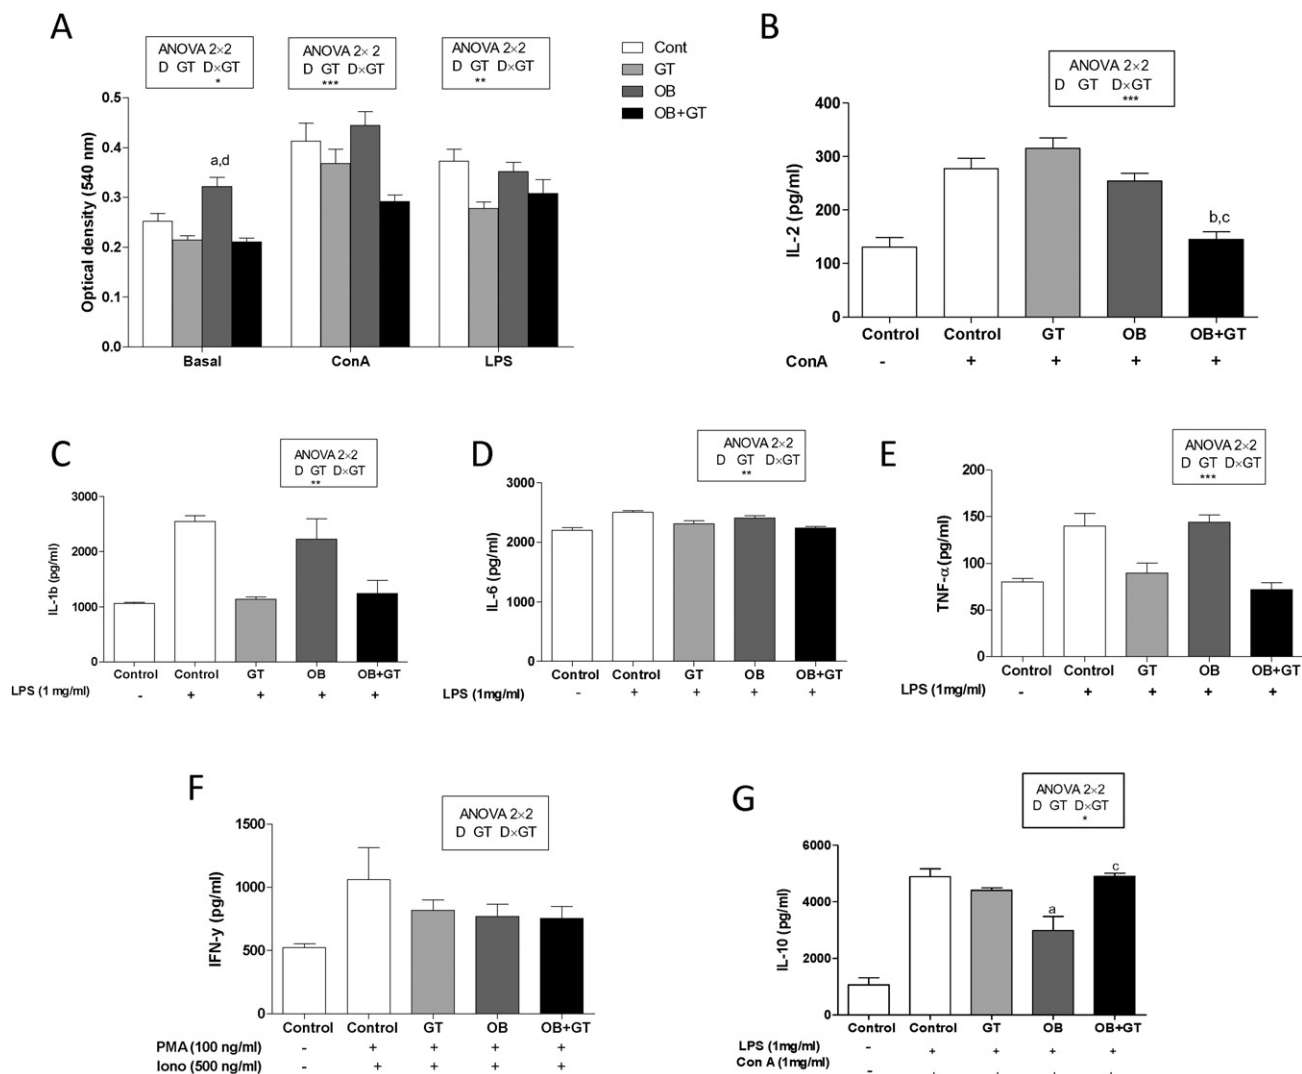 A
ANOVA 2×2
D GT D×GT
*
ANOVA 2× 2
D GT D×GT
***
ANOVA 2×2
D GT D×GT
**
Cont
GT
OB
OB+GT
Optical density (540 nm)
0.5
0.4
0.3
0.2
0.1
0.0
a,d
Basal
ConA
LPS
B
ANOVA 2×2
D GT D×GT
***
IL-2 (pg/ml)
400
300
200
100
0
b,c
Control Control GT OB OB+GT
ConA - + + + +
C
ANOVA 2×2
D GT D×GT
**
IL-1b (pg/ml)
3000
2000
1000
0
Control Control GT OB OB+GT
LPS (1 mg/ml) - + + + +
D
ANOVA 2×2
D GT D×GT
**
IL-6 (pg/ml)
3000
2000
1000
0
Control Control GT OB OB+GT
LPS (1mg/ml) - + + + +
E
ANOVA 2×2
D GT D×GT
***
TNF-α (pg/ml)
200
150
100
50
0
Control Control GT OB OB+GT
LPS (1mg/ml) - + + + +
F
ANOVA 2×2
D GT D×GT
IFN-y (pg/ml)
1500
1000
500
0
Control Control GT OB OB+GT
PMA (100 ng/ml) - + + + +
Iono (500 ng/ml) - + + + +
G
ANOVA 2×2
D GT D×GT
*
IL-10 (pg/ml)
6000
4000
2000
0
a
c
Control Control GT OB OB+GT
LPS (1mg/ml) - + + + +
Con A (1mg/ml) -